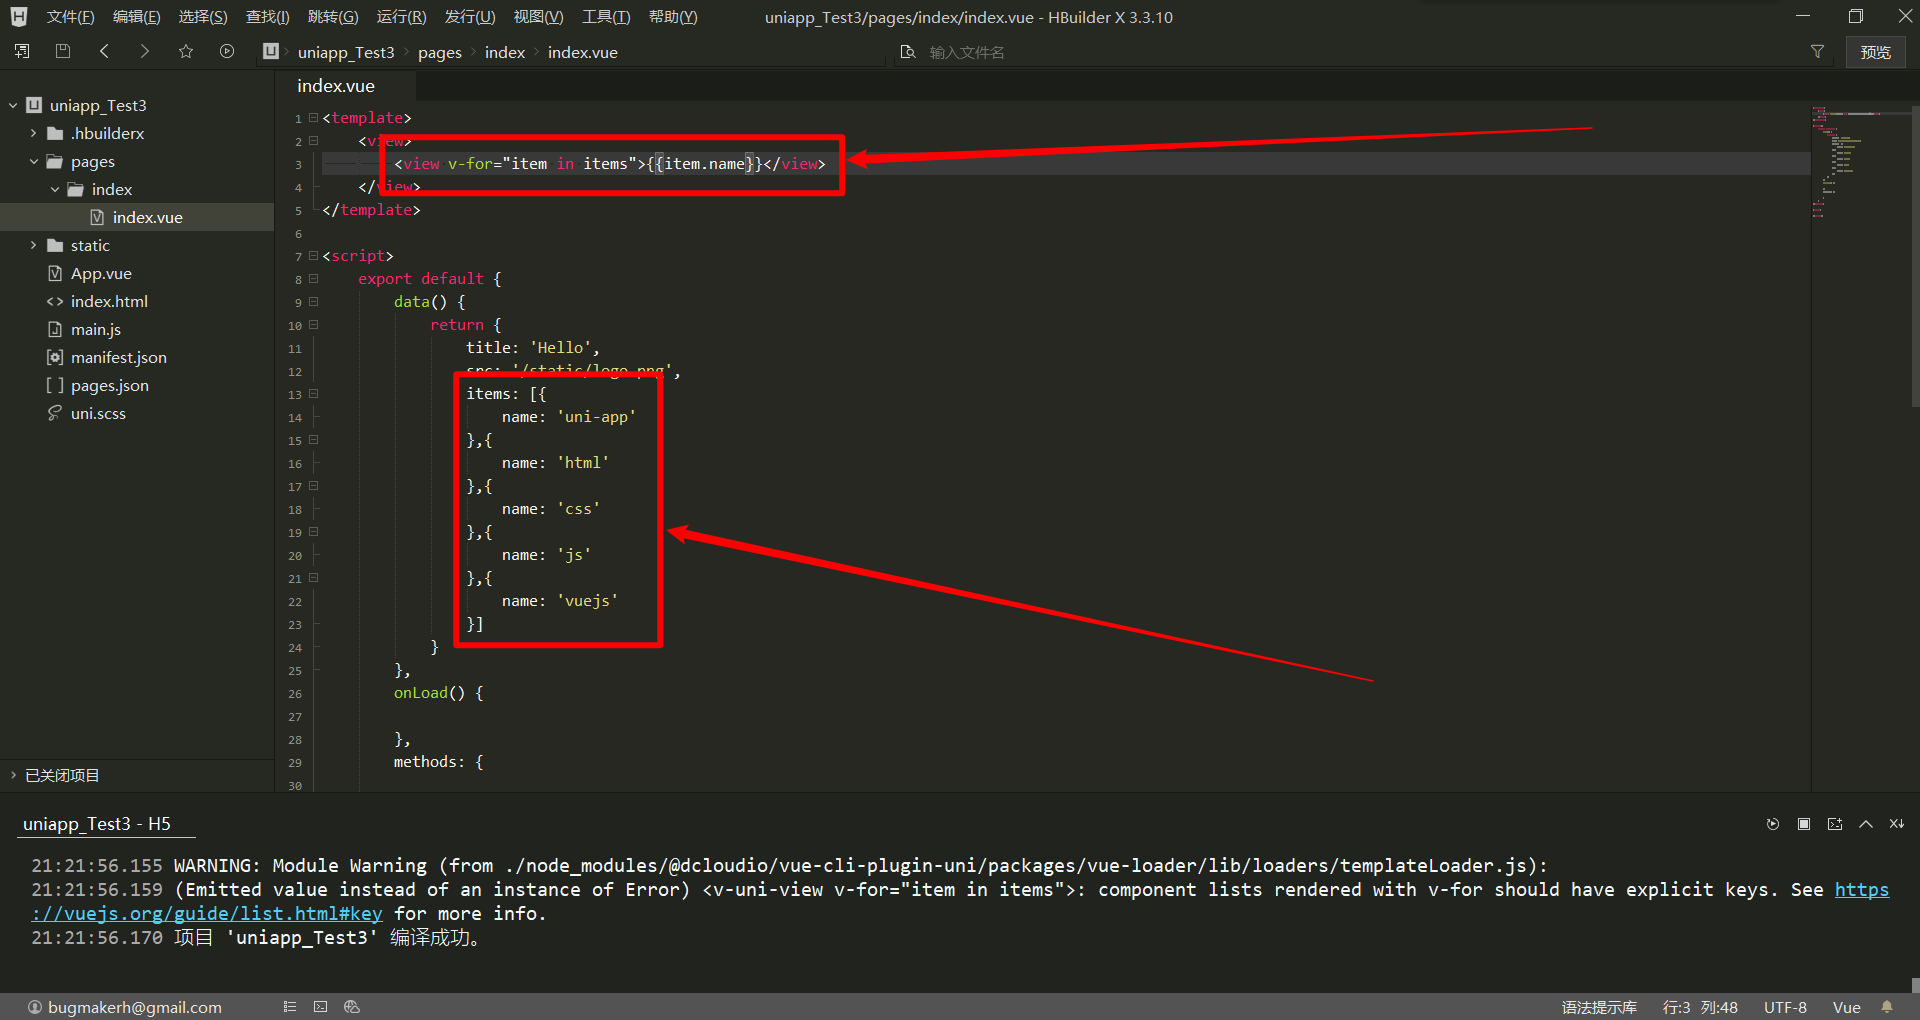 文件(F) 编辑(E) 选择(S) 查找(I) 跳转(G) 运行(R) 发行(U) 视图(V) 工具(T) 帮助(Y) uniapp_Test3/pages/index/index.vue - HBuilder X 3.3.10
uniapp_Test3 pages index index.vue 输入文件名 预览
index.vue
uniapp_Test3
.hbuilderx
pages
index
index.vue
static
App.vue
index.html
main.js
manifest.json
pages.json
uni.scss
已关闭项目
1 <template>
2 <view>
3 <view v-for="item in items">{{item.name}}</view>
4 </view>
5 </template>
6
7 <script>
8 export default {
9 data() {
10 return {
11 title: 'Hello',
12 src: '/static/logo.png',
13 items: [{
14 name: 'uni-app'
15 },{
16 name: 'html'
17 },{
18 name: 'css'
19 },{
20 name: 'js'
21 },{
22 name: 'vuejs'
23 }]
24 }
25 },
26 onLoad() {
27
28 },
29 methods: {
30
uniapp_Test3 - H5
21:21:56.155 WARNING: Module Warning (from ./node_modules/@dcloudio/vue-cli-plugin-uni/packages/vue-loader/lib/loaders/templateLoader.js):
21:21:56.159 (Emitted value instead of an instance of Error) <v-uni-view v-for="item in items">: component lists rendered with v-for should have explicit keys. See https
://vuejs.org/guide/list.html#key for more info.
21:21:56.170 项目 'uniapp_Test3' 编译成功。
bugmakerh@gmail.com 语法提示库 行:3 列:48 UTF-8 Vue